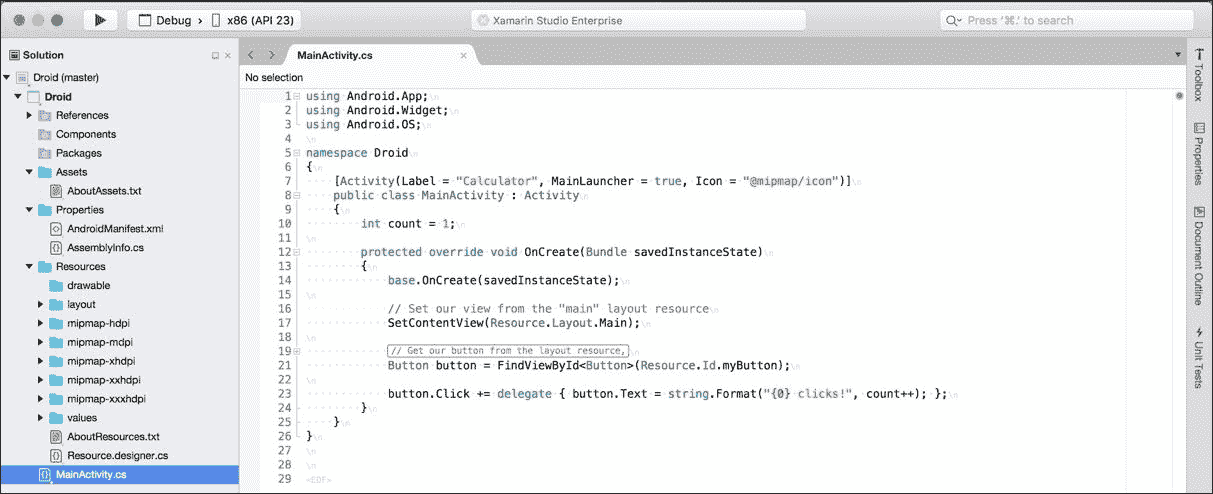 Debug › x86 (API 23)
Xamarin Studio Enterprise
Press ‘⌘.’ to search
Solution
Droid (master)
Droid
References
Components
Packages
Assets
AboutAssets.txt
Properties
AndroidManifest.xml
AssemblyInfo.cs
Resources
drawable
layout
mipmap-hdpi
mipmap-mdpi
mipmap-xhdpi
mipmap-xxhdpi
mipmap-xxxhdpi
values
AboutResources.txt
Resource.designer.cs
MainActivity.cs
MainActivity.cs
No selection
1 using Android.App;\n
2 using Android.Widget;\n
3 using Android.OS;\n
4 \n
5 namespace Droid\n
6 {\n
7 [Activity(Label = "Calculator", MainLauncher = true, Icon = "@mipmap/icon")]\n
8 public class MainActivity : Activity\n
9 {\n
10 int count = 1;\n
11 \n
12 protected override void OnCreate(Bundle savedInstanceState)\n
13 {\n
14 base.OnCreate(savedInstanceState);\n
15 \n
16 // Set our view from the "main" layout resource\n
17 SetContentView(Resource.Layout.Main);\n
18 \n
19 // Get our button from the layout resource,\n
21 Button button = FindViewById<Button>(Resource.Id.myButton);\n
22 \n
23 button.Click += delegate { button.Text = string.Format("{0} clicks!", count++); };\n
24 }\n
25 }\n
26 }\n
27 \n
28 \n
29 <EOF>
Toolbox
Properties
Document Outline
Unit Tests